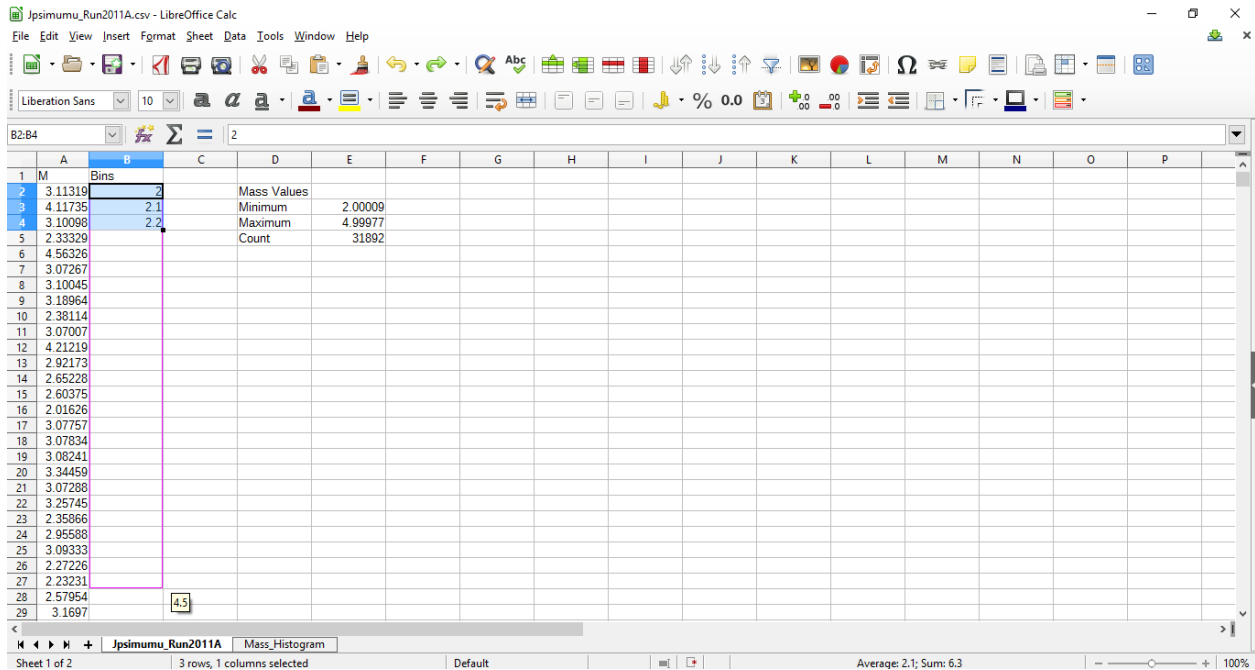 Jpsimumu_Run2011A.csv - LibreOffice Calc
File Edit View Insert Format Sheet Data Tools Window Help
Abc
Liberation Sans 10 a a a a % 0.0
B2:B4 2
A B C D E F G H I J K L M N O P
1 M Bins
2 3.11319 2 Mass Values
3 4.11735 2.1 Minimum 2.00009
4 3.10098 2.2 Maximum 4.99977
5 2.33329 Count 31892
6 4.56326
7 3.07267
8 3.10045
9 3.18964
10 2.38114
11 3.07007
12 4.21219
13 2.92173
14 2.65228
15 2.60375
16 2.01626
17 3.07757
18 3.07834
19 3.08241
20 3.34459
21 3.07288
22 3.25745
23 2.35866
24 2.95588
25 3.09333
26 2.27226
27 2.23231
28 2.57954 4.5
29 3.1697
Jpsimumu_Run2011A Mass_Histogram
Sheet 1 of 2 3 rows, 1 columns selected Default Average: 2.1; Sum: 6.3 100%